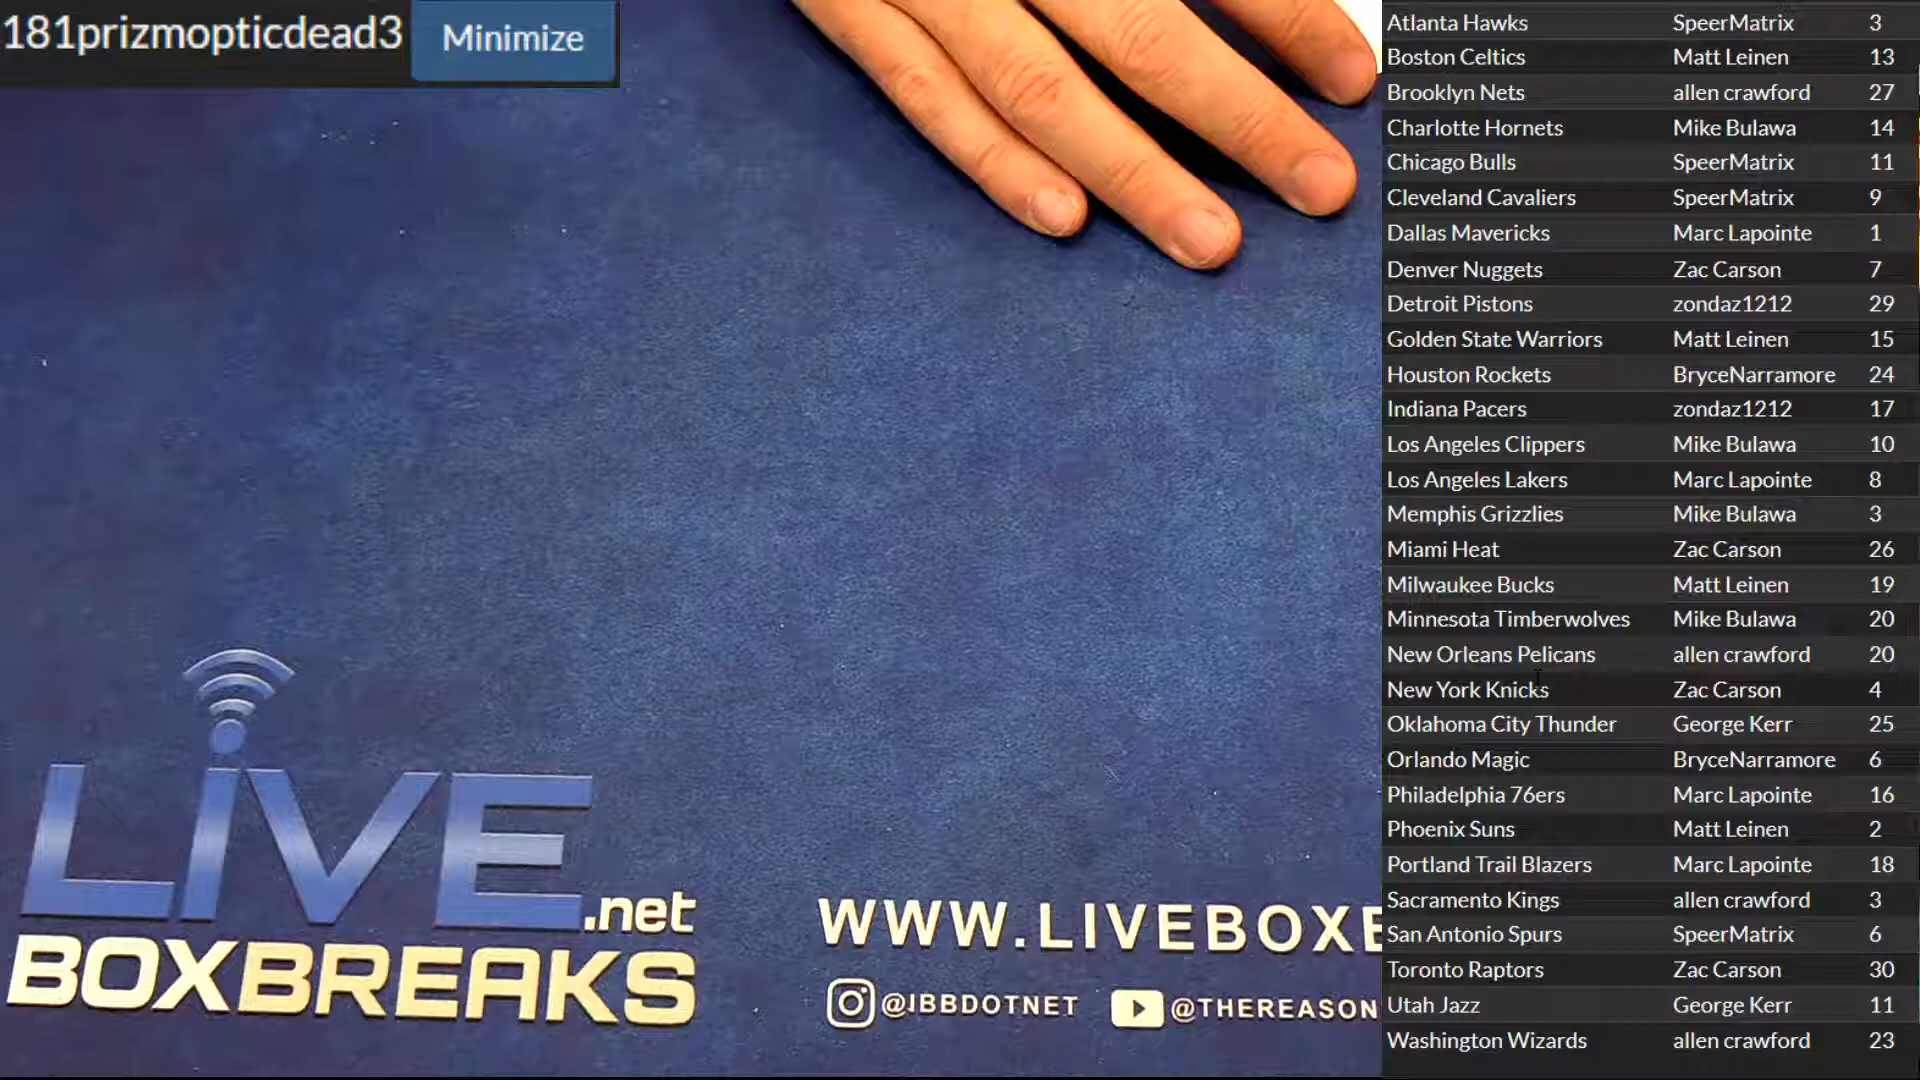 181prizmopticdead3 Minimize
Atlanta Hawks SpeerMatrix 3
Boston Celtics Matt Leinen 13
Brooklyn Nets allen crawford 27
Charlotte Hornets Mike Bulawa 14
Chicago Bulls SpeerMatrix 11
Cleveland Cavaliers SpeerMatrix 9
Dallas Mavericks Marc Lapointe 1
Denver Nuggets Zac Carson 7
Detroit Pistons zondaz1212 29
Golden State Warriors Matt Leinen 15
Houston Rockets BryceNarramore 24
Indiana Pacers zondaz1212 17
Los Angeles Clippers Mike Bulawa 10
Los Angeles Lakers Marc Lapointe 8
Memphis Grizzlies Mike Bulawa 3
Miami Heat Zac Carson 26
Milwaukee Bucks Matt Leinen 19
Minnesota Timberwolves Mike Bulawa 20
New Orleans Pelicans allen crawford 20
New York Knicks Zac Carson 4
Oklahoma City Thunder George Kerr 25
Orlando Magic BryceNarramore 6
Philadelphia 76ers Marc Lapointe 16
Phoenix Suns Matt Leinen 2
Portland Trail Blazers Marc Lapointe 18
Sacramento Kings allen crawford 3
San Antonio Spurs SpeerMatrix 6
Toronto Raptors Zac Carson 30
Utah Jazz George Kerr 11
Washington Wizards allen crawford 23
LIVE.net
BOXBREAKS
WWW.LIVEBOXB
@IBBDOTNET @THEREASON